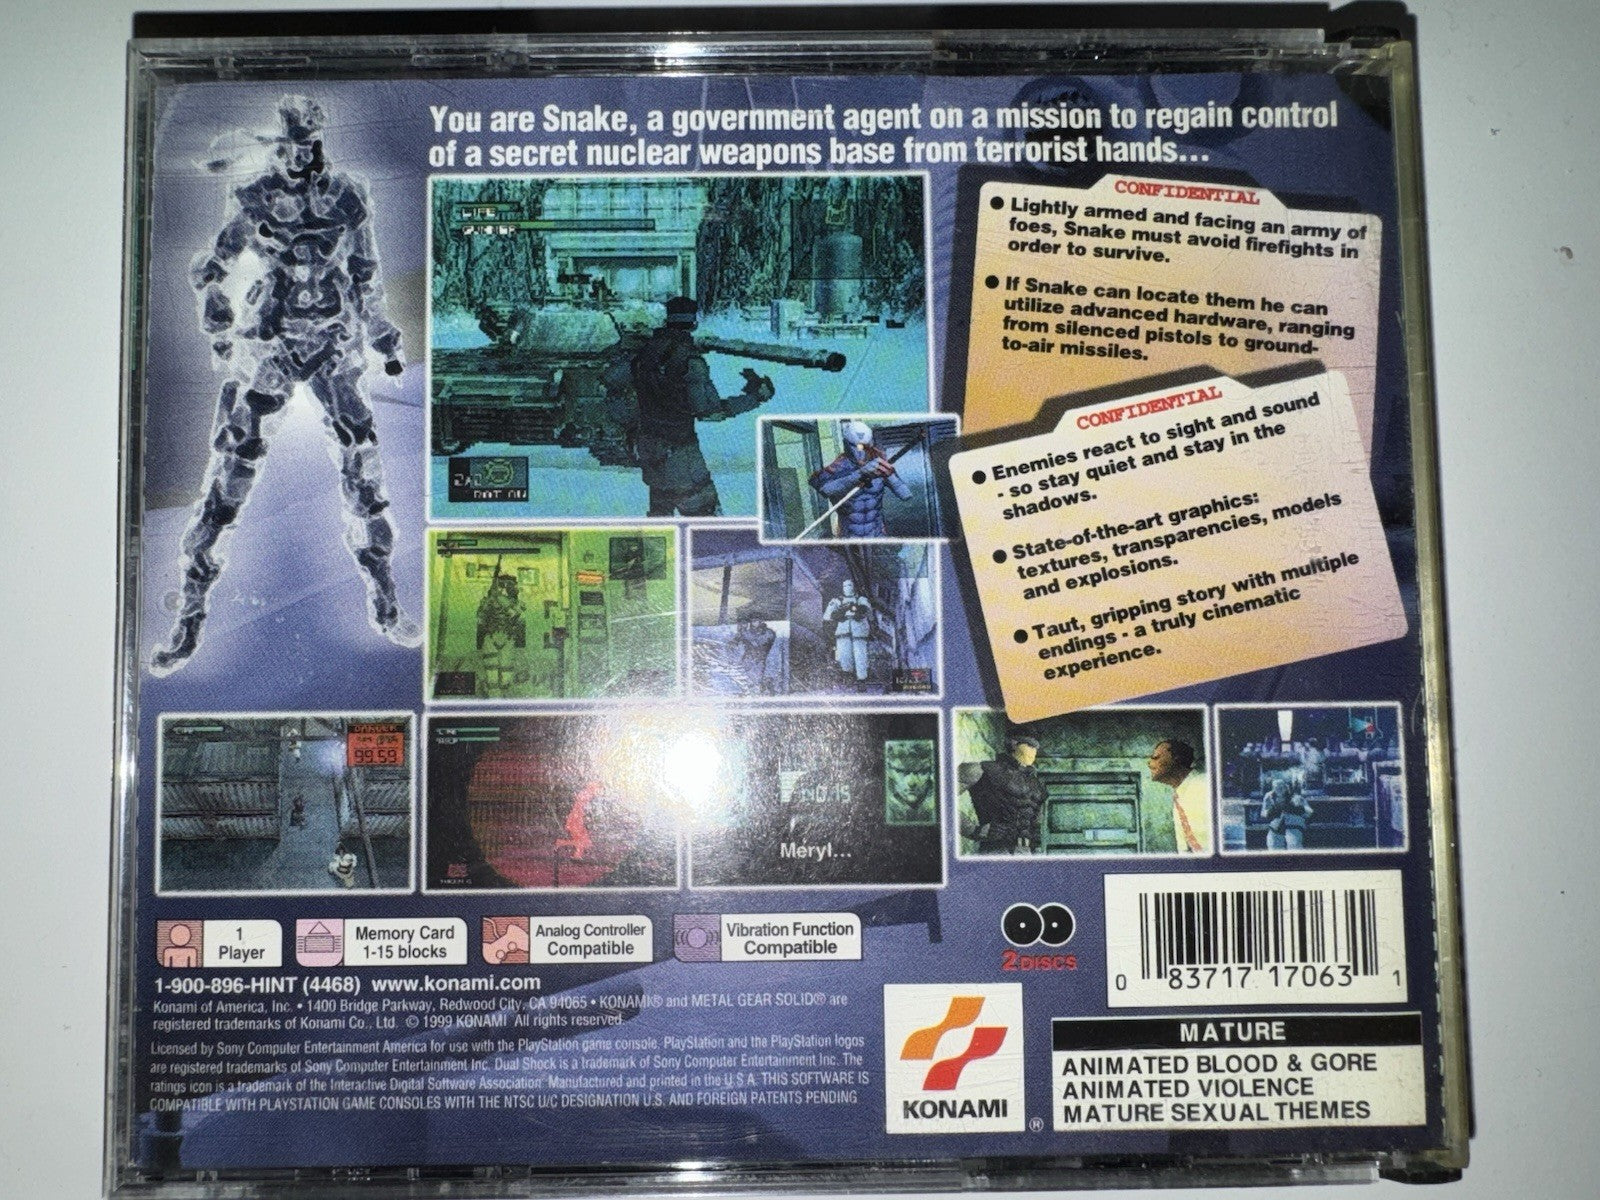 You are Snake, a government agent on a mission to regain control
of a secret nuclear weapons base from terrorist hands...
CONFIDENTIAL
● Lightly armed and facing an army of
foes, Snake must avoid firefights in
order to survive.
● If Snake can locate them he can
utilize advanced hardware, ranging
from silenced pistols to ground-
to-air missiles.
CONFIDENTIAL
● Enemies react to sight and sound
- so stay quiet and stay in the
shadows.
● State-of-the-art graphics:
textures, transparencies, models
and explosions.
● Taut, gripping story with multiple
endings - a truly cinematic
experience.
LIFE
DANGER
99.59
LIFE
NO.15
Meryl...
1
Player
Memory Card
1-15 blocks
Analog Controller
Compatible
Vibration Function
Compatible
2 DISCS
0 83717 17063 1
1-900-896-HINT (4468) www.konami.com
Konami of America, Inc. • 1400 Bridge Parkway, Redwood City, CA 94065 • KONAMI® and METAL GEAR SOLID® are
registered trademarks of Konami Co., Ltd. © 1999 KONAMI All rights reserved.
Licensed by Sony Computer Entertainment America for use with the PlayStation game console. PlayStation and the PlayStation logos
are registered trademarks of Sony Computer Entertainment Inc. Dual Shock is a trademark of Sony Computer Entertainment Inc. The
ratings icon is a trademark of the Interactive Digital Software Association. Manufactured and printed in the U.S.A. THIS SOFTWARE IS
COMPATIBLE WITH PLAYSTATION GAME CONSOLES WITH THE NTSC U/C DESIGNATION U.S. AND FOREIGN PATENTS PENDING
KONAMI
®
MATURE
ANIMATED BLOOD & GORE
ANIMATED VIOLENCE
MATURE SEXUAL THEMES